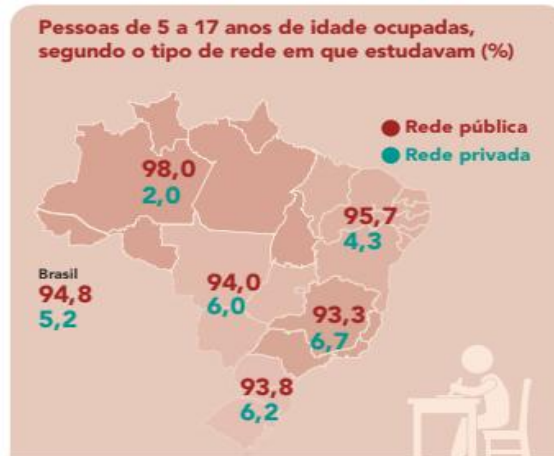 Pessoas de 5 a 17 anos de idade ocupadas,
segundo o tipo de rede em que estudavam (%)
Rede pública
Rede privada
98,0
2,0
95,7
4,3
Brasil
94,8
5,2
94,0
6,0
93,3
6,7
93,8
6,2